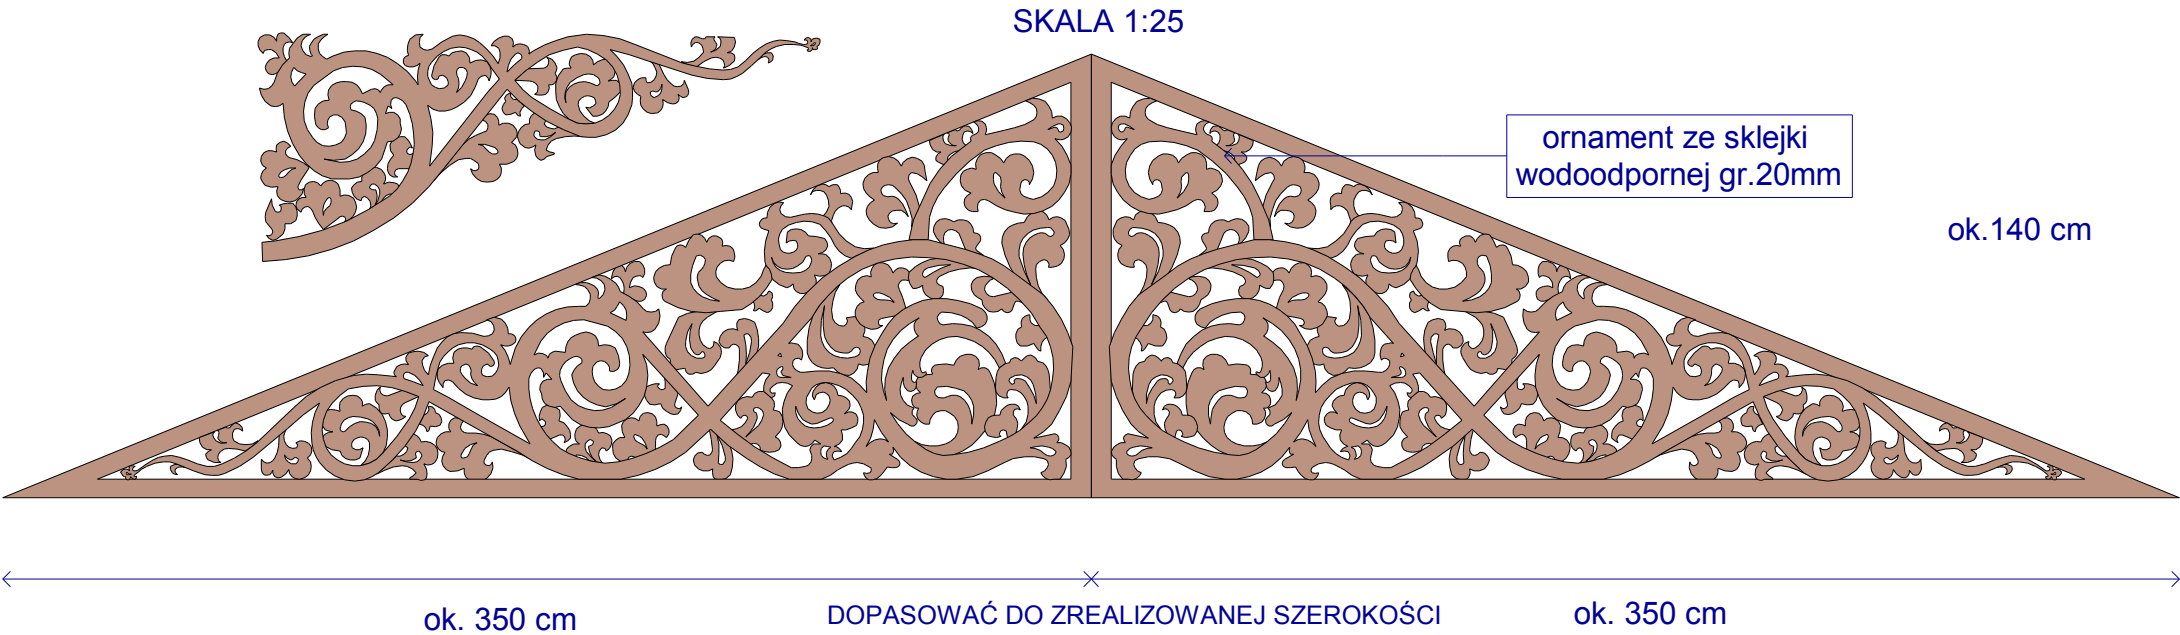 SKALA 1:25
ornament ze sklejki
wodoodpornej gr.20mm
ok.140 cm
ok. 350 cm
DOPASOWAĆ DO ZREALIZOWANEJ SZEROKOŚCI
ok. 350 cm